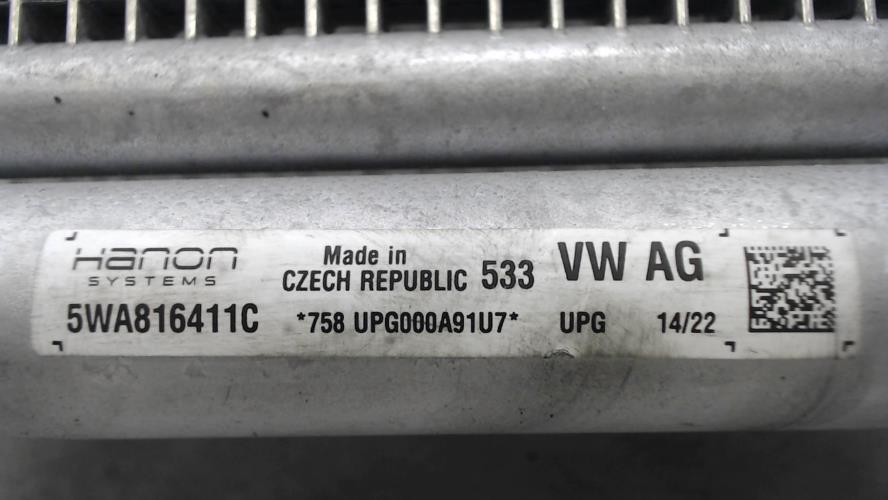 Hanon
SYSTEMS
Made in
CZECH REPUBLIC 533
VW AG
5WA816411C
*758 UPG000A91U7*
UPG 14/22